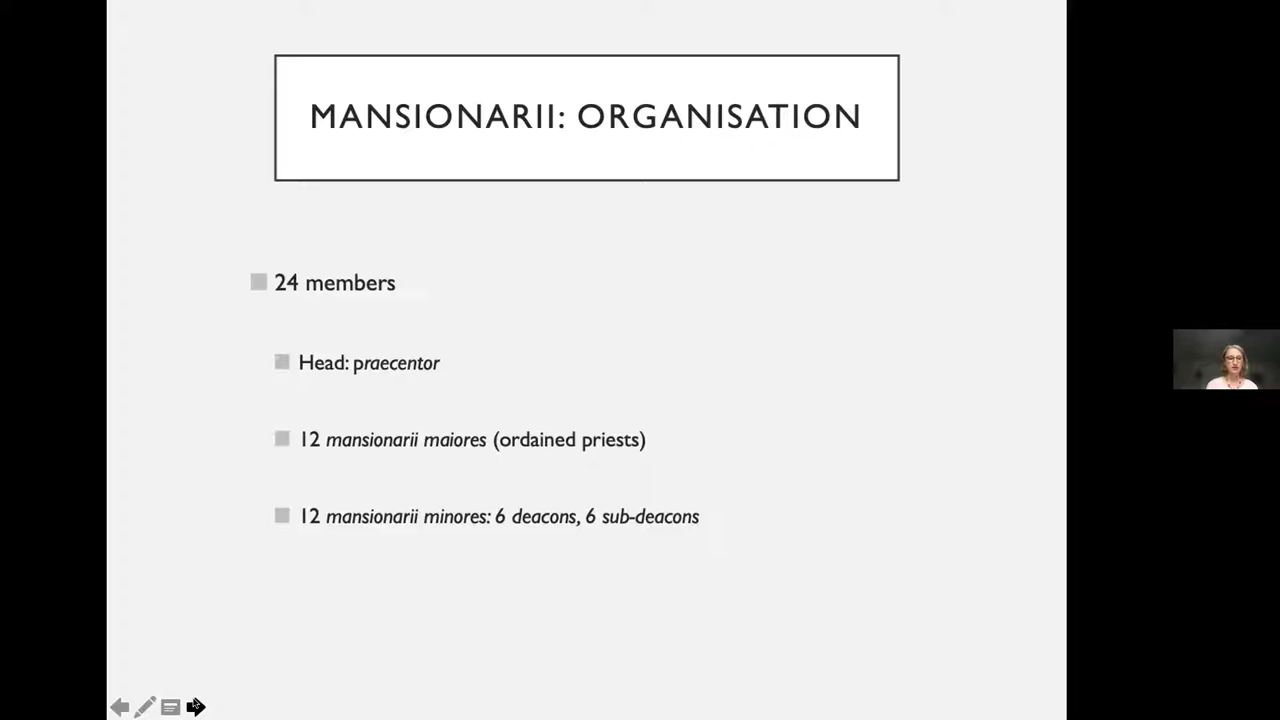 MANSIONARII: ORGANISATION
24 members
Head: praecentor
12 mansionarii maiores (ordained priests)
12 mansionarii minores: 6 deacons, 6 sub-deacons